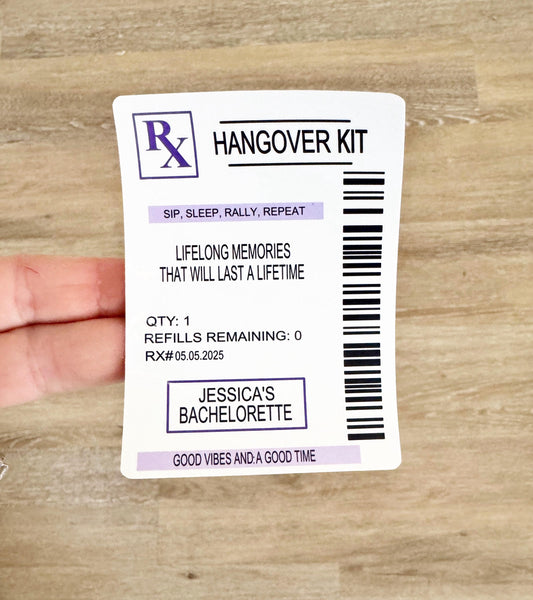 Rx
HANGOVER KIT
SIP, SLEEP, RALLY, REPEAT
LIFELONG MEMORIES
THAT WILL LAST A LIFETIME
QTY: 1
REFILLS REMAINING: 0
RX# 05.05.2025
JESSICA'S
BACHELORETTE
GOOD VIBES AND A GOOD TIME